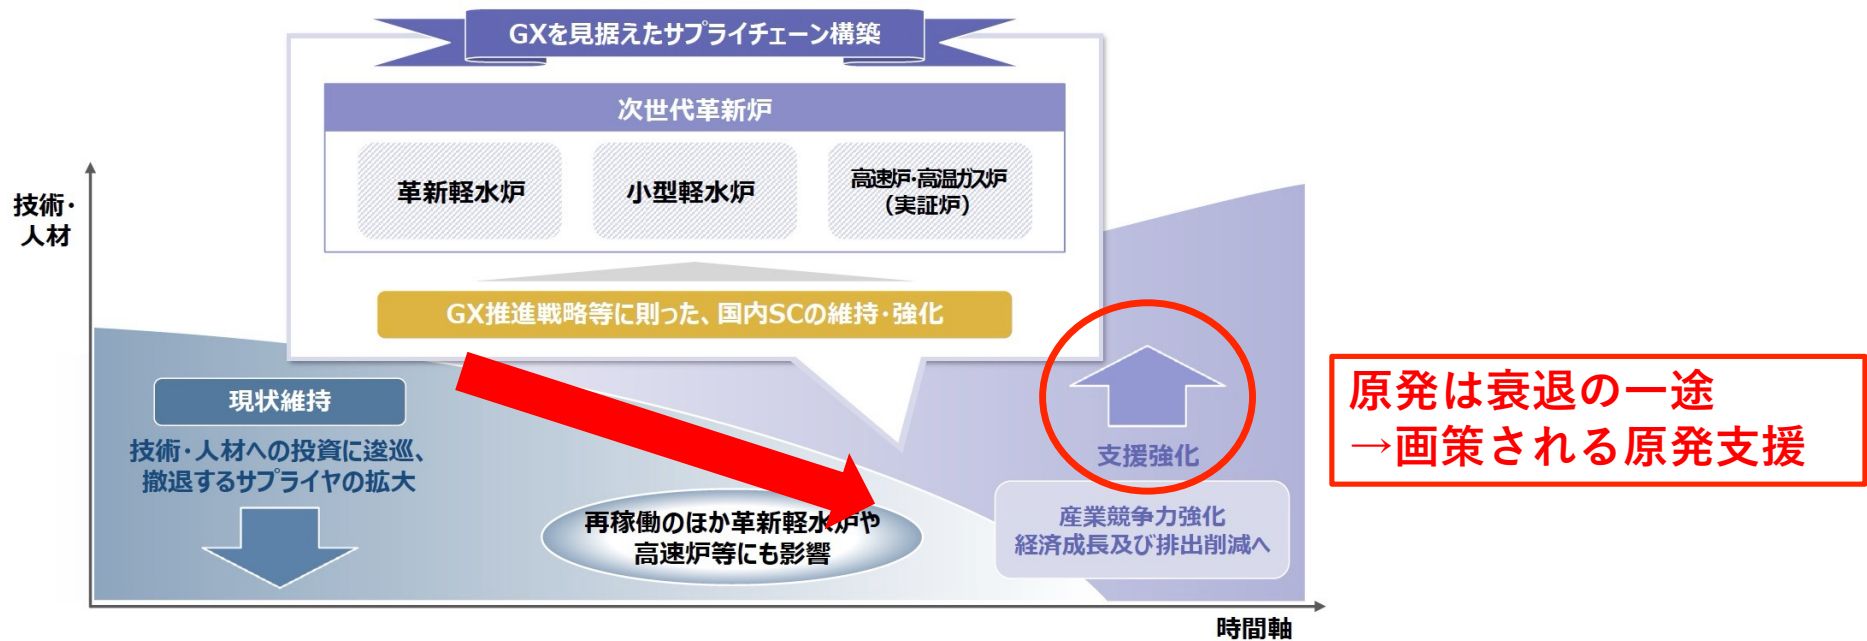 GXを見据えたサプライチェーン構築
次世代革新炉
革新軽水炉
小型軽水炉
高速炉・高温ガス炉
（実証炉）
GX推進戦略等に則った、国内SCの維持・強化
技術・
人材
現状維持
技術・人材への投資に逡巡、
撤退するサプライヤの拡大
再稼働のほか革新軽水炉や
高速炉等にも影響
支援強化
産業競争力強化
経済成長及び排出削減へ
時間軸
原発は衰退の一途
→画策される原発支援